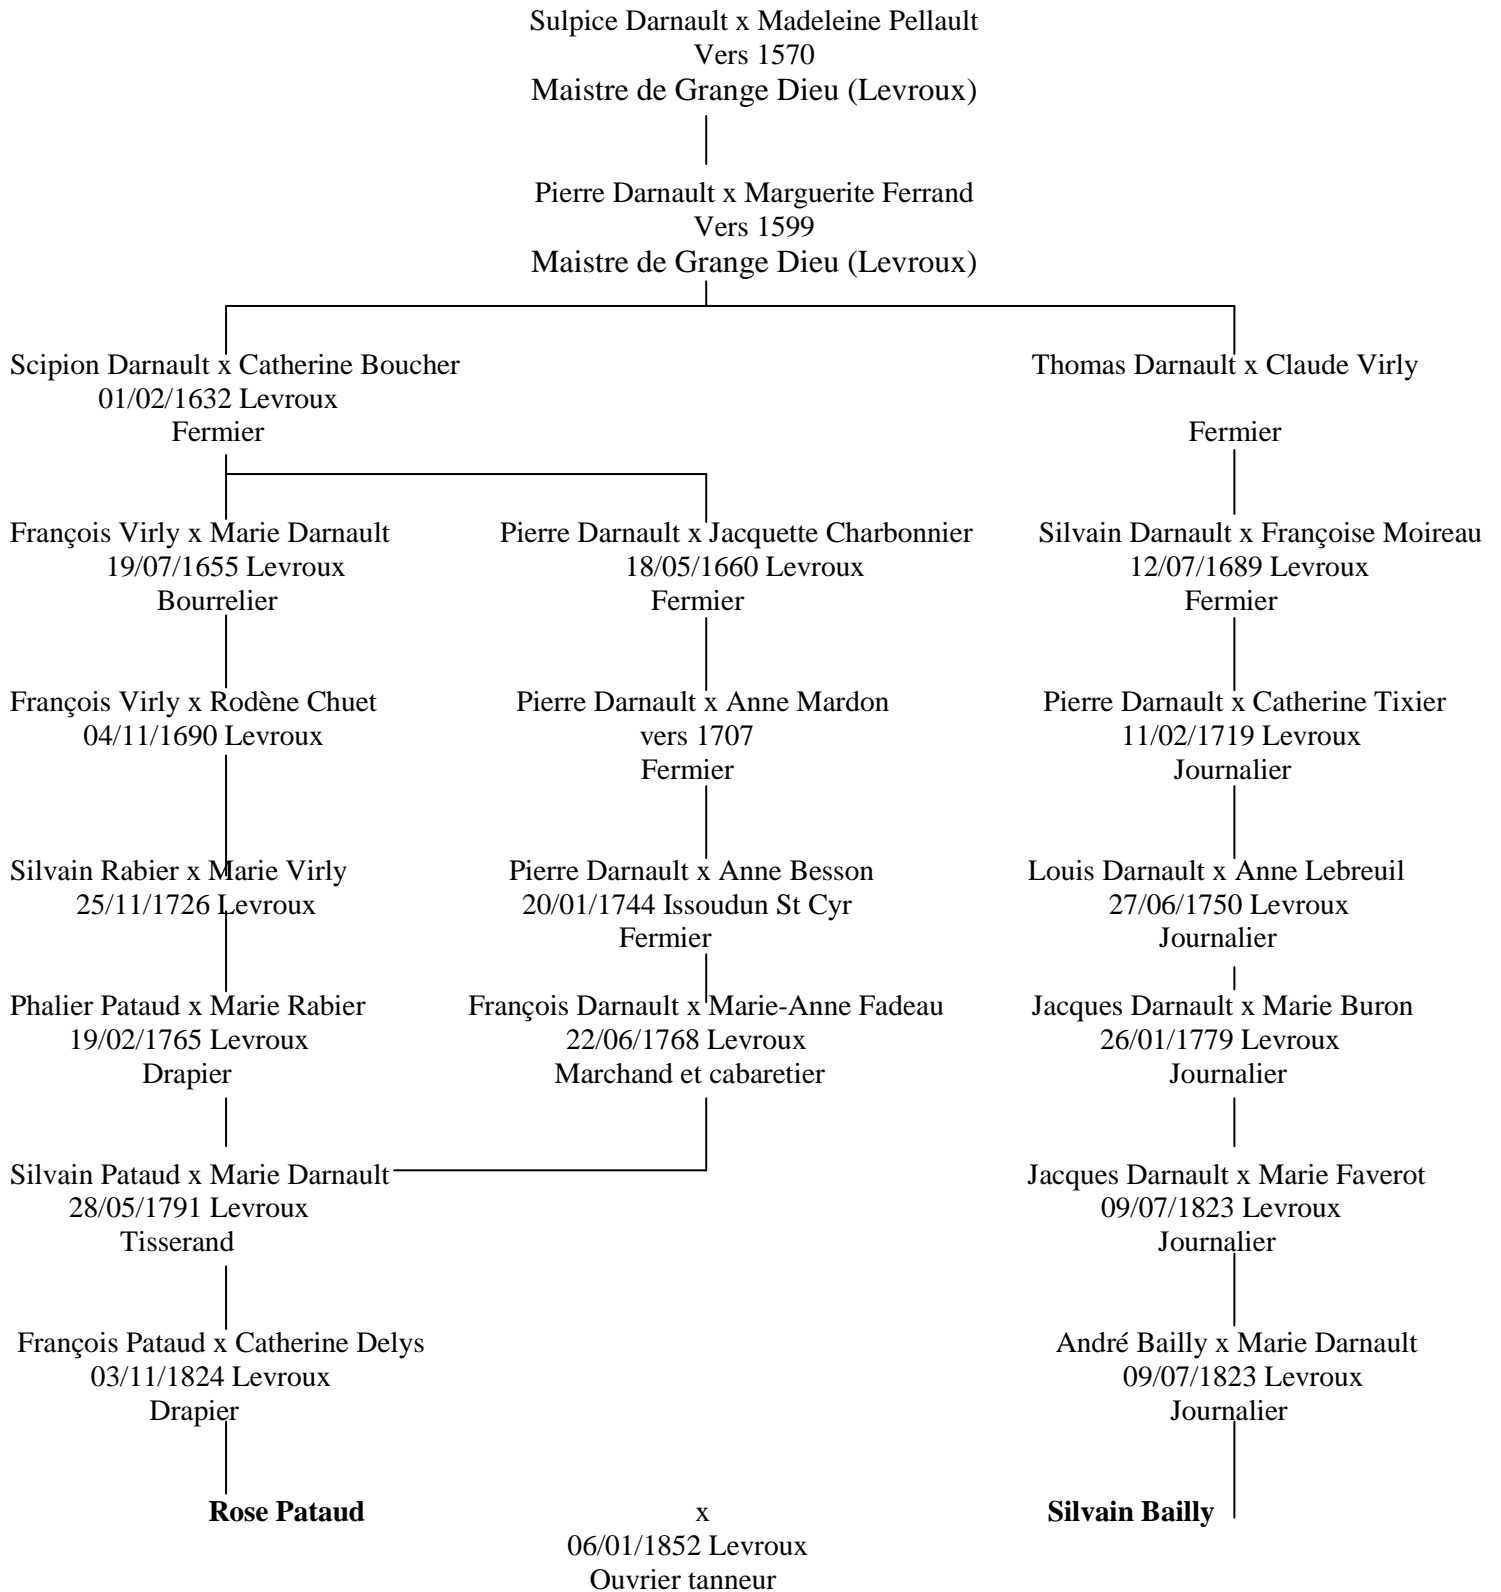 Sulpice Darnault x Madeleine Pellault
Vers 1570
Maistre de Grange Dieu (Levroux)
Pierre Darnault x Marguerite Ferrand
Vers 1599
Maistre de Grange Dieu (Levroux)
Scipion Darnault x Catherine Boucher
01/02/1632 Levroux
Fermier
Thomas Darnault x Claude Virly
Fermier
François Virly x Marie Darnault
19/07/1655 Levroux
Bourrelier
Pierre Darnault x Jacquette Charbonnier
18/05/1660 Levroux
Fermier
Silvain Darnault x Françoise Moireau
12/07/1689 Levroux
Fermier
François Virly x Rodène Chuet
04/11/1690 Levroux
Pierre Darnault x Anne Mardon
vers 1707
Fermier
Pierre Darnault x Catherine Tixier
11/02/1719 Levroux
Journalier
Silvain Rabier x Marie Virly
25/11/1726 Levroux
Pierre Darnault x Anne Besson
20/01/1744 Issoudun St Cyr
Fermier
Louis Darnault x Anne Lebreuil
27/06/1750 Levroux
Journalier
Phalier Pataud x Marie Rabier
19/02/1765 Levroux
Drapier
François Darnault x Marie-Anne Fadeau
22/06/1768 Levroux
Marchand et cabaretier
Jacques Darnault x Marie Buron
26/01/1779 Levroux
Journalier
Silvain Pataud x Marie Darnault
28/05/1791 Levroux
Tisserand
Jacques Darnault x Marie Faverot
09/07/1823 Levroux
Journalier
François Pataud x Catherine Delys
03/11/1824 Levroux
Drapier
André Bailly x Marie Darnault
09/07/1823 Levroux
Journalier
Rose Pataud x Silvain Bailly
06/01/1852 Levroux
Ouvrier tanneur